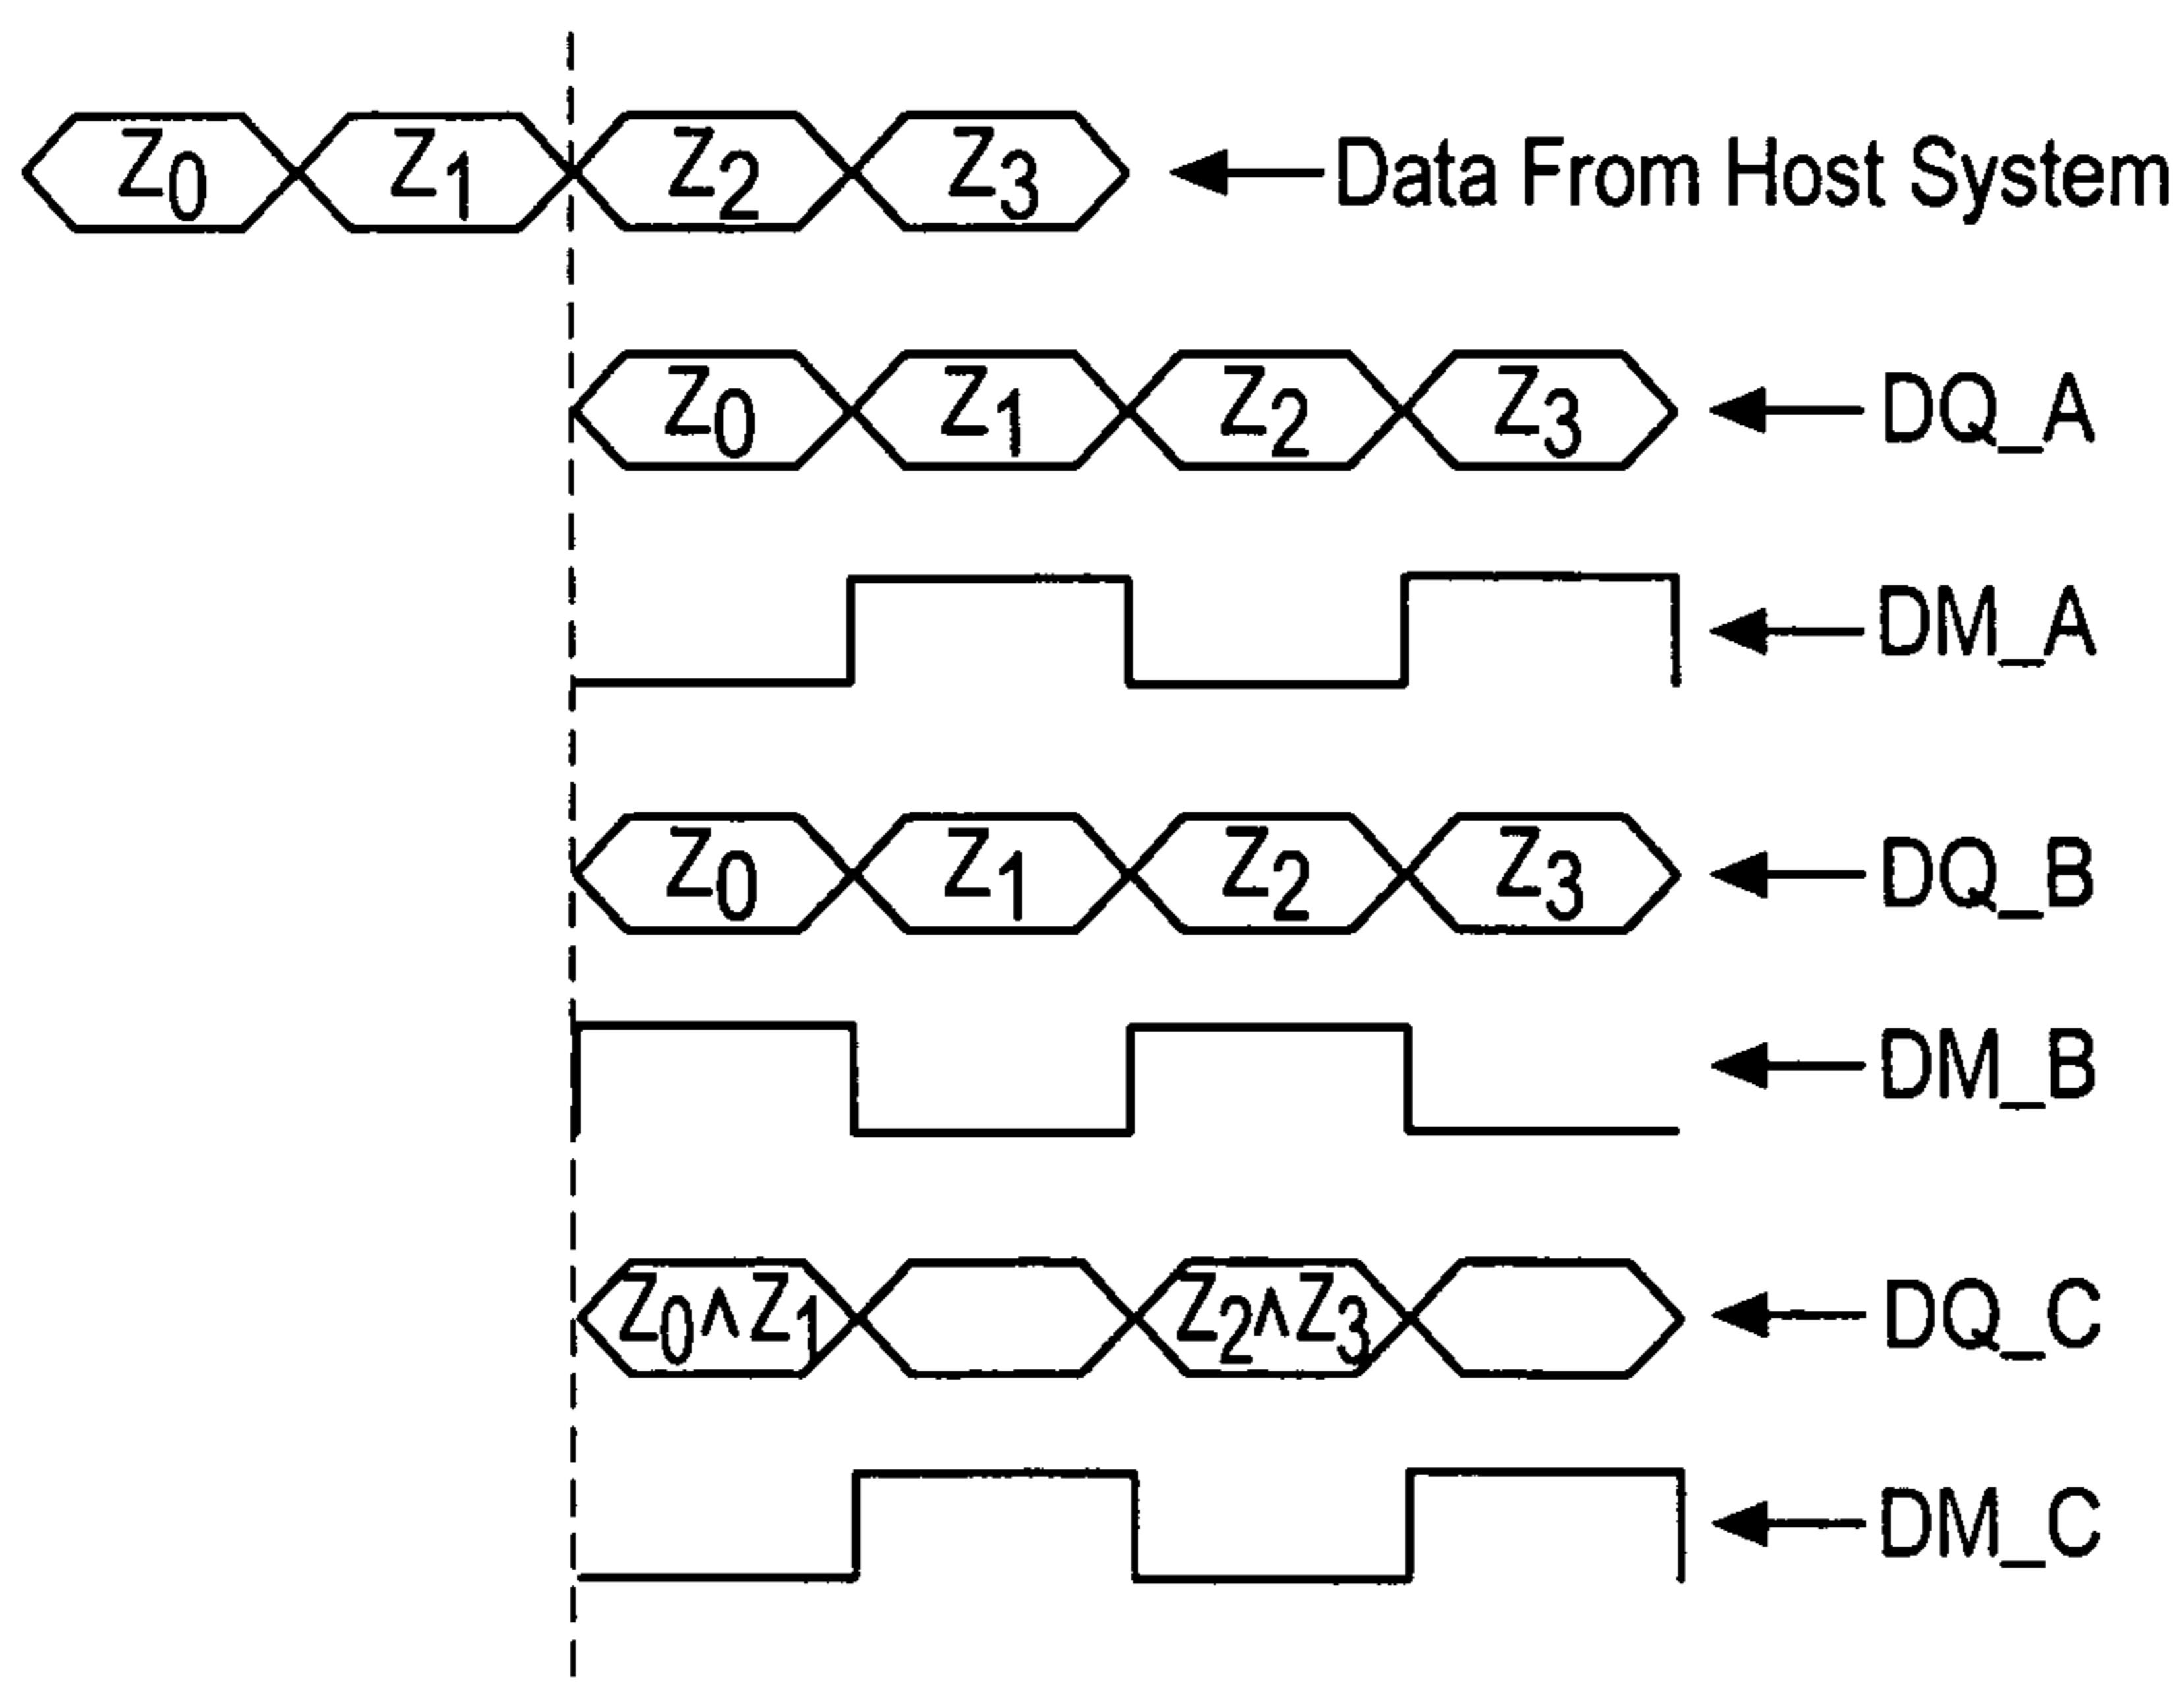 Z0 Z1 Z2 Z3 Data From Host System
Z0 Z1 Z2 Z3 DQ_A
DM_A
Z0 Z1 Z2 Z3 DQ_B
DM_B
Z0^Z1 Z2^Z3 DQ_C
DM_C